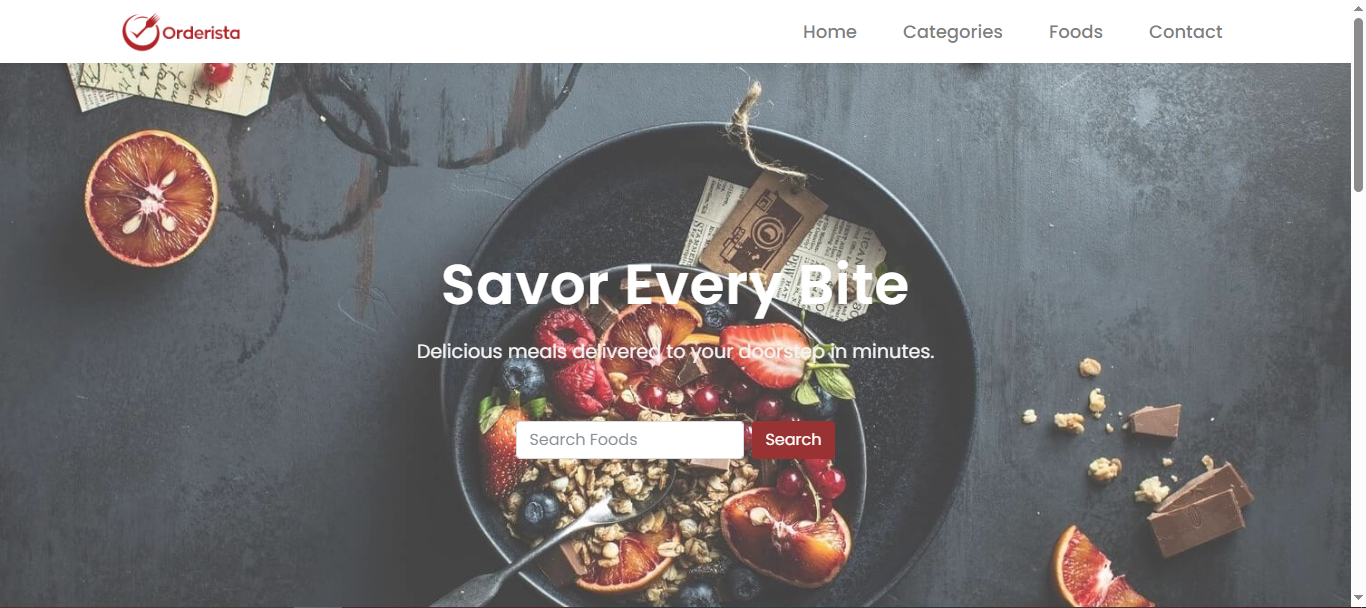 Orderista
Home
Categories
Foods
Contact
Savor Every Bite
Delicious meals delivered to your doorstep in minutes.
Search Foods
Search